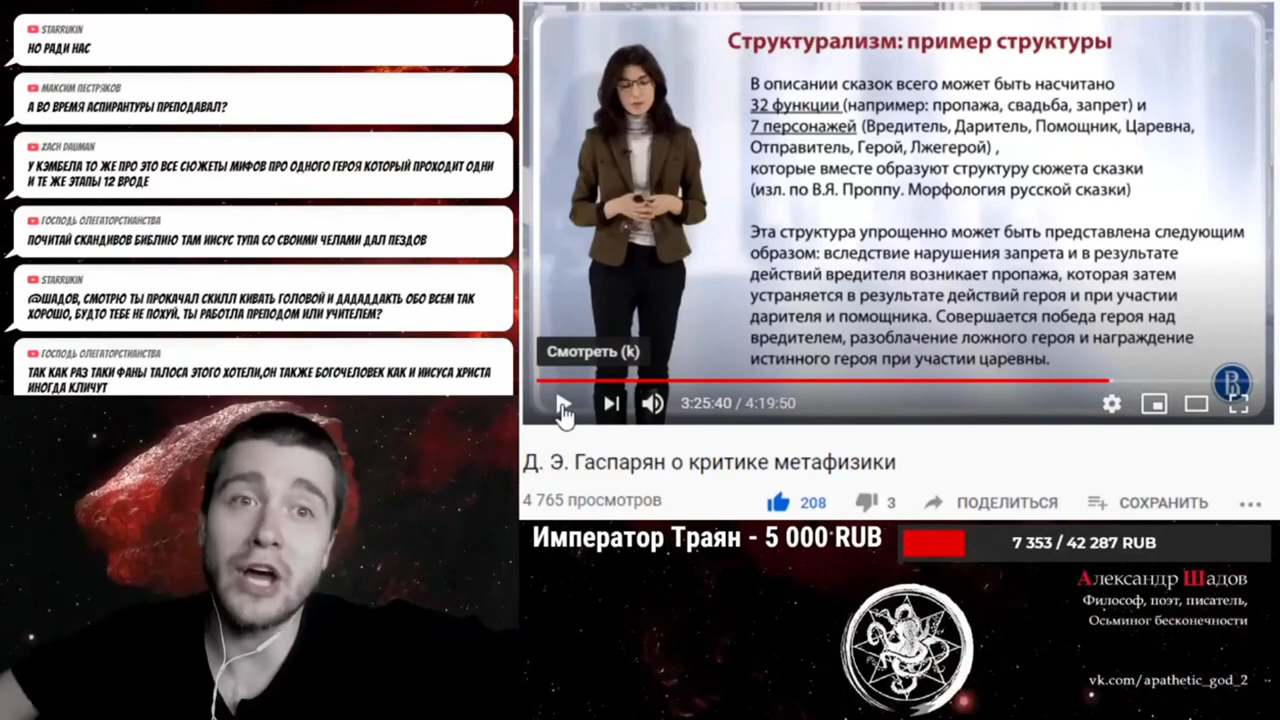 STARRUKIN
НО РАДИ НАС
МАКСИМ ПЕСТРЯКОВ
А ВО ВРЕМЯ АСПИРАНТУРЫ ПРЕПОДАВАЛ?
ZACH DAUMAN
У КЭМБЕЛА ТО ЖЕ ПРО ЭТО ВСЕ СЮЖЕТЫ МИФОВ ПРО ОДНОГО ГЕРОЯ КОТОРЫЙ ПРОХОДИТ ОДНИ
И ТЕ ЖЕ ЭТАПЫ 12 ВРОДЕ
ГОСПОДЬ ОЛЕГАТОРСТИАНСТВА
ПОЧИТАЙ СКАНДИВОВ БИБЛИЮ ТАМ ИИСУС ТУПА СО СВОИМИ ЧЕЛАМИ ДАЛ ПЕЗДОВ
STARRUKIN
@ШАДОВ, СМОТРЮ ТЫ ПРОКАЧАЛ СКИЛЛ КИВАТЬ ГОЛОВОЙ И ДАДАДДАКТЬ ОБО ВСЕМ ТАК
ХОРОШО, БУДТО ТЕБЕ НЕ ПОХУЙ. ТЫ РАБОТЛА ПРЕПОДОМ ИЛИ УЧИТЕЛЕМ?
ГОСПОДЬ ОЛЕГАТОРСТИАНСТВА
ТАК КАК РАЗ ТАКИ ФАНЫ ТАЛОСА ЭТОГО ХОТЕЛИ,ОН ТАКЖЕ БОГОЧЕЛОВЕК КАК И ИИСУСА ХРИСТА
ИНОГДА КЛИЧУТ
Структурализм: пример структуры
В описании сказок всего может быть насчитано
32 функции (например: пропажа, свадьба, запрет) и
7 персонажей (Вредитель, Даритель, Помощник, Царевна,
Отправитель, Герой, Лжегерой) ,
которые вместе образуют структуру сюжета сказки
(изл. по В.Я. Проппу. Морфология русской сказки)
Эта структура упрощенно может быть представлена следующим
образом: вследствие нарушения запрета и в результате
действий вредителя возникает пропажа, которая затем
устраняется в результате действий героя и при участии
дарителя и помощника. Совершается победа героя над
вредителем, разоблачение ложного героя и награждение
истинного героя при участии царевны.
Смотреть (k)
3:25:40 / 4:19:50
Д. Э. Гаспарян о критике метафизики
4 765 просмотров
208
3
ПОДЕЛИТЬСЯ
СОХРАНИТЬ
Император Траян - 5 000 RUB
7 353 / 42 287 RUB
Александр Шадов
Философ, поэт, писатель,
Осьминог бесконечности
vk.com/apathetic_god_2